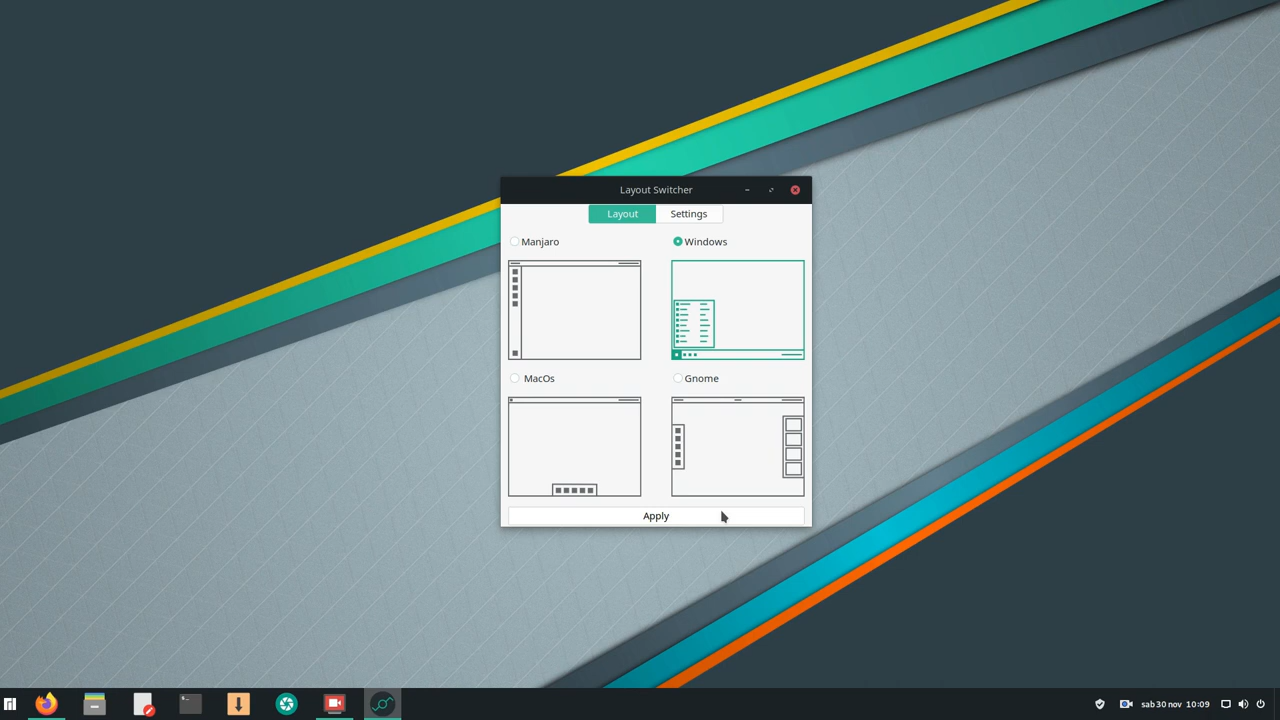 Layout Switcher
Layout Settings
Manjaro
Windows
MacOs
Gnome
Apply
sab 30 nov 10:09